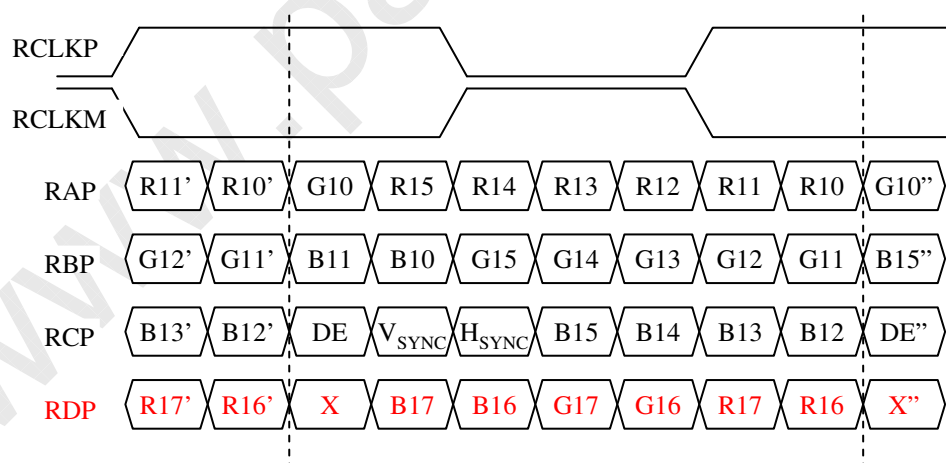 RCLKP
RCLKM
RAP R11’ R10’ G10 R15 R14 R13 R12 R11 R10 G10”
RBP G12’ G11’ B11 B10 G15 G14 G13 G12 G11 B15”
RCP B13’ B12’ DE VSYNC HSYNC B15 B14 B13 B12 DE”
RDP R17’ R16’ X B17 B16 G17 G16 R17 R16 X”
www.pa